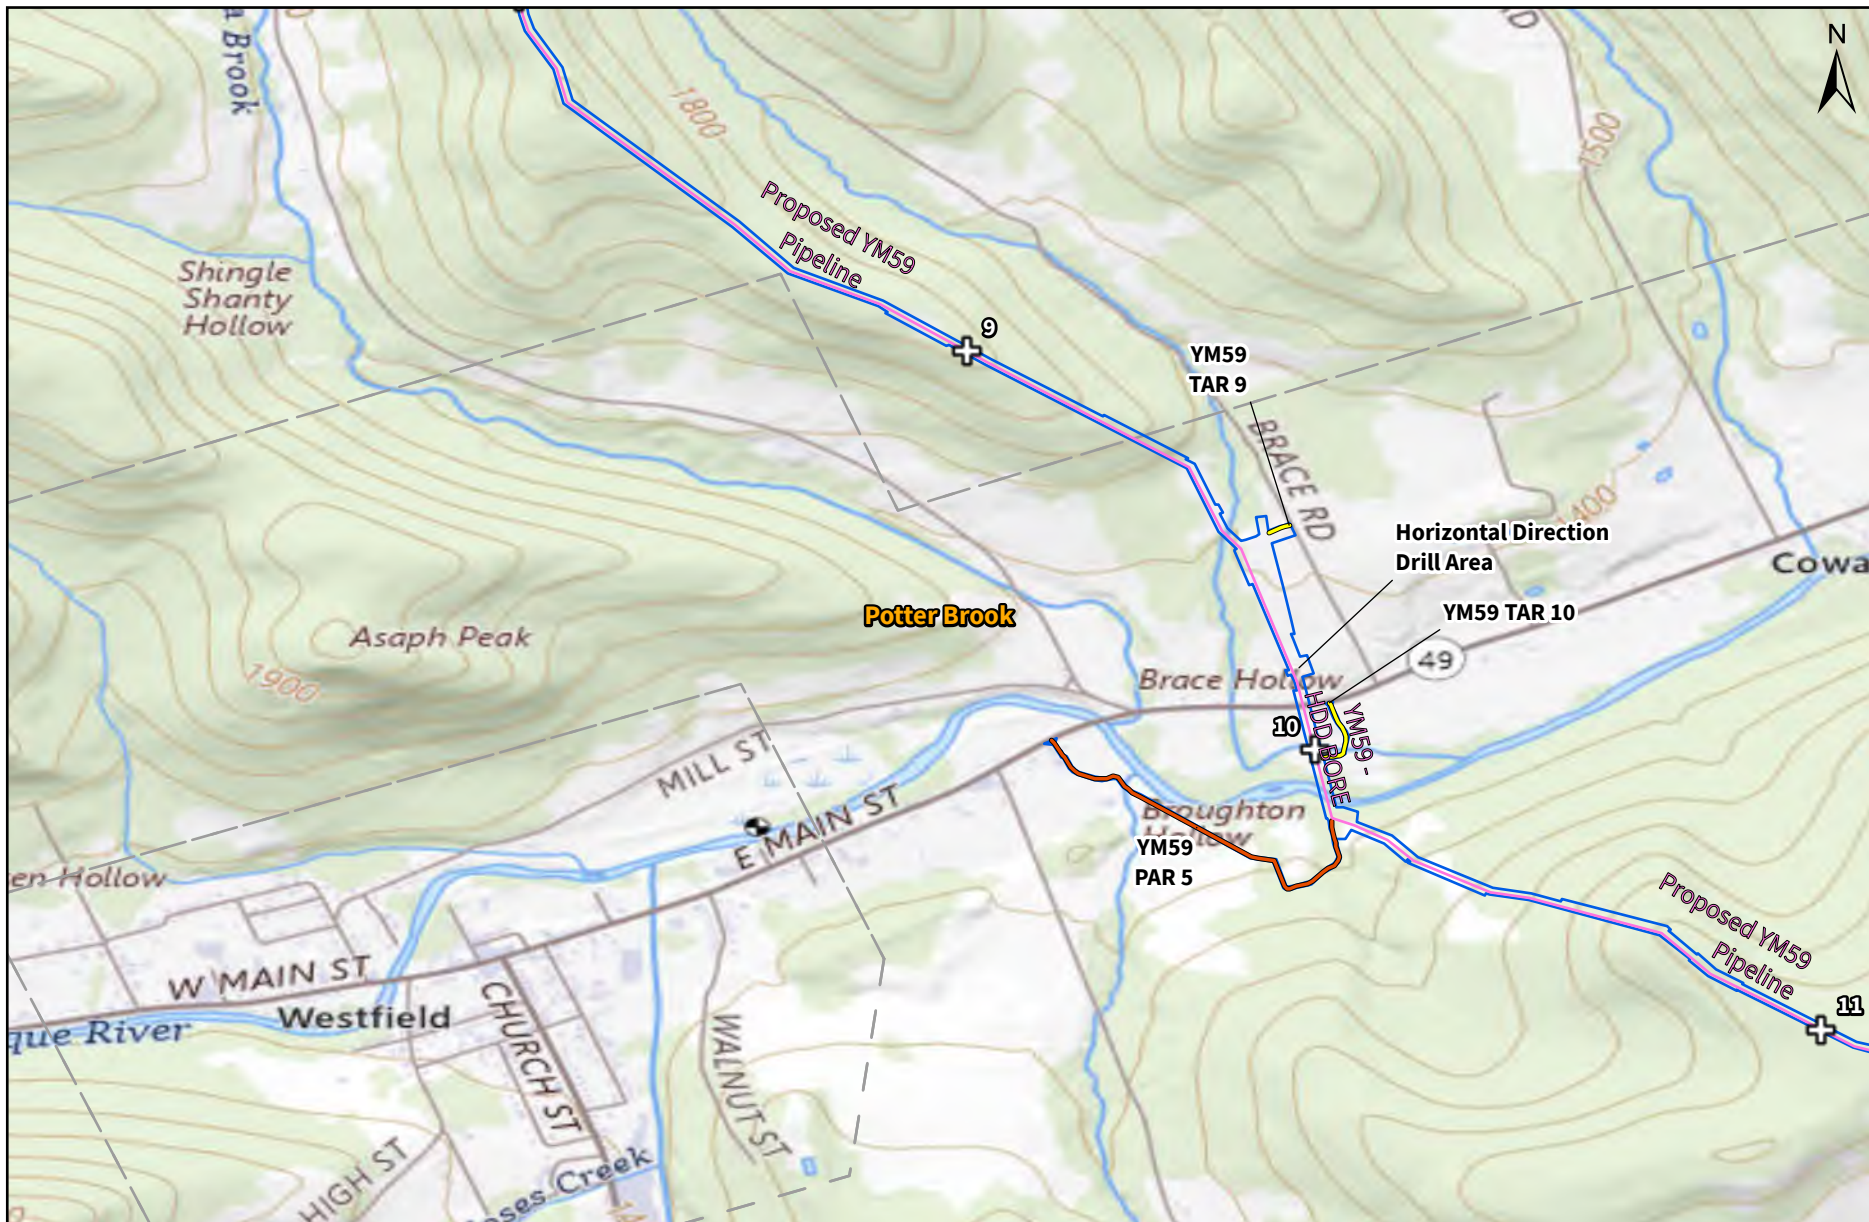 N
Brook
1800
1500
Proposed YM59
Pipeline
Shingle
Shanty
Hollow
9
YM59
TAR 9
BRACE RD
1400
Horizontal Direction
Drill Area
Cowa
YM59 TAR 10
Potter Brook
Asaph Peak
1900
49
Brace Hollow
10
YM59 -
HDD BORE
MILL ST
E MAIN ST
Broughton
Hollow
YM59
PAR 5
en Hollow
Proposed YM59
Pipeline
11
W MAIN ST
Westfield
que River
CHURCH ST
WALNUT ST
HIGH ST
oses Creek